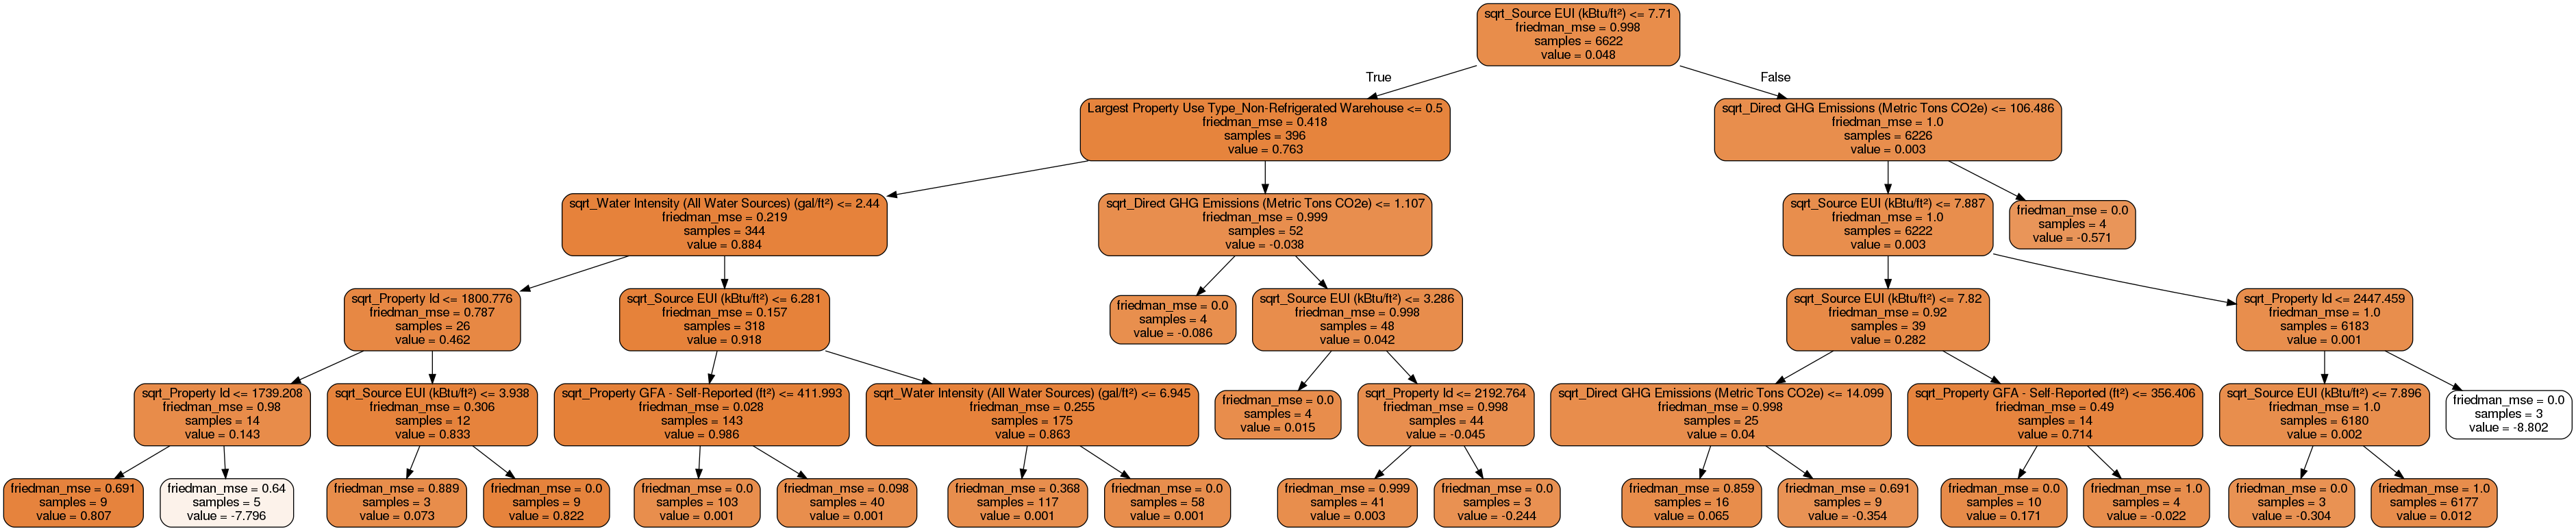 sqrt_Source EUI (kBtu/ft²) <= 7.71
friedman_mse = 0.998
samples = 6622
value = 0.048
True
False
Largest Property Use Type_Non-Refrigerated Warehouse <= 0.5
friedman_mse = 0.418
samples = 396
value = 0.763
sqrt_Direct GHG Emissions (Metric Tons CO2e) <= 106.486
friedman_mse = 1.0
samples = 6226
value = 0.003
sqrt_Water Intensity (All Water Sources) (gal/ft²) <= 2.44
friedman_mse = 0.219
samples = 344
value = 0.884
sqrt_Direct GHG Emissions (Metric Tons CO2e) <= 1.107
friedman_mse = 0.999
samples = 52
value = -0.038
sqrt_Source EUI (kBtu/ft²) <= 7.887
friedman_mse = 1.0
samples = 6222
value = 0.003
friedman_mse = 0.0
samples = 4
value = -0.571
sqrt_Property Id <= 1800.776
friedman_mse = 0.787
samples = 26
value = 0.462
sqrt_Source EUI (kBtu/ft²) <= 6.281
friedman_mse = 0.157
samples = 318
value = 0.918
friedman_mse = 0.0
samples = 4
value = -0.086
sqrt_Source EUI (kBtu/ft²) <= 3.286
friedman_mse = 0.998
samples = 48
value = 0.042
sqrt_Source EUI (kBtu/ft²) <= 7.82
friedman_mse = 0.92
samples = 39
value = 0.282
sqrt_Property Id <= 2447.459
friedman_mse = 1.0
samples = 6183
value = 0.001
sqrt_Property Id <= 1739.208
friedman_mse = 0.98
samples = 14
value = 0.143
sqrt_Source EUI (kBtu/ft²) <= 3.938
friedman_mse = 0.306
samples = 12
value = 0.833
sqrt_Property GFA - Self-Reported (ft²) <= 411.993
friedman_mse = 0.028
samples = 143
value = 0.986
sqrt_Water Intensity (All Water Sources) (gal/ft²) <= 6.945
friedman_mse = 0.255
samples = 175
value = 0.863
friedman_mse = 0.0
samples = 4
value = 0.015
sqrt_Property Id <= 2192.764
friedman_mse = 0.998
samples = 44
value = -0.045
sqrt_Direct GHG Emissions (Metric Tons CO2e) <= 14.099
friedman_mse = 0.998
samples = 25
value = 0.04
sqrt_Property GFA - Self-Reported (ft²) <= 356.406
friedman_mse = 0.49
samples = 14
value = 0.714
sqrt_Source EUI (kBtu/ft²) <= 7.896
friedman_mse = 1.0
samples = 6180
value = 0.002
friedman_mse = 0.0
samples = 3
value = -8.802
friedman_mse = 0.691
samples = 9
value = 0.807
friedman_mse = 0.64
samples = 5
value = -7.796
friedman_mse = 0.889
samples = 3
value = 0.073
friedman_mse = 0.0
samples = 9
value = 0.822
friedman_mse = 0.0
samples = 103
value = 0.001
friedman_mse = 0.098
samples = 40
value = 0.001
friedman_mse = 0.368
samples = 117
value = 0.001
friedman_mse = 0.0
samples = 58
value = 0.001
friedman_mse = 0.999
samples = 41
value = 0.003
friedman_mse = 0.0
samples = 3
value = -0.244
friedman_mse = 0.859
samples = 16
value = 0.065
friedman_mse = 0.691
samples = 9
value = -0.354
friedman_mse = 0.0
samples = 10
value = 0.171
friedman_mse = 1.0
samples = 4
value = -0.022
friedman_mse = 0.0
samples = 3
value = -0.304
friedman_mse = 1.0
samples = 6177
value = 0.012